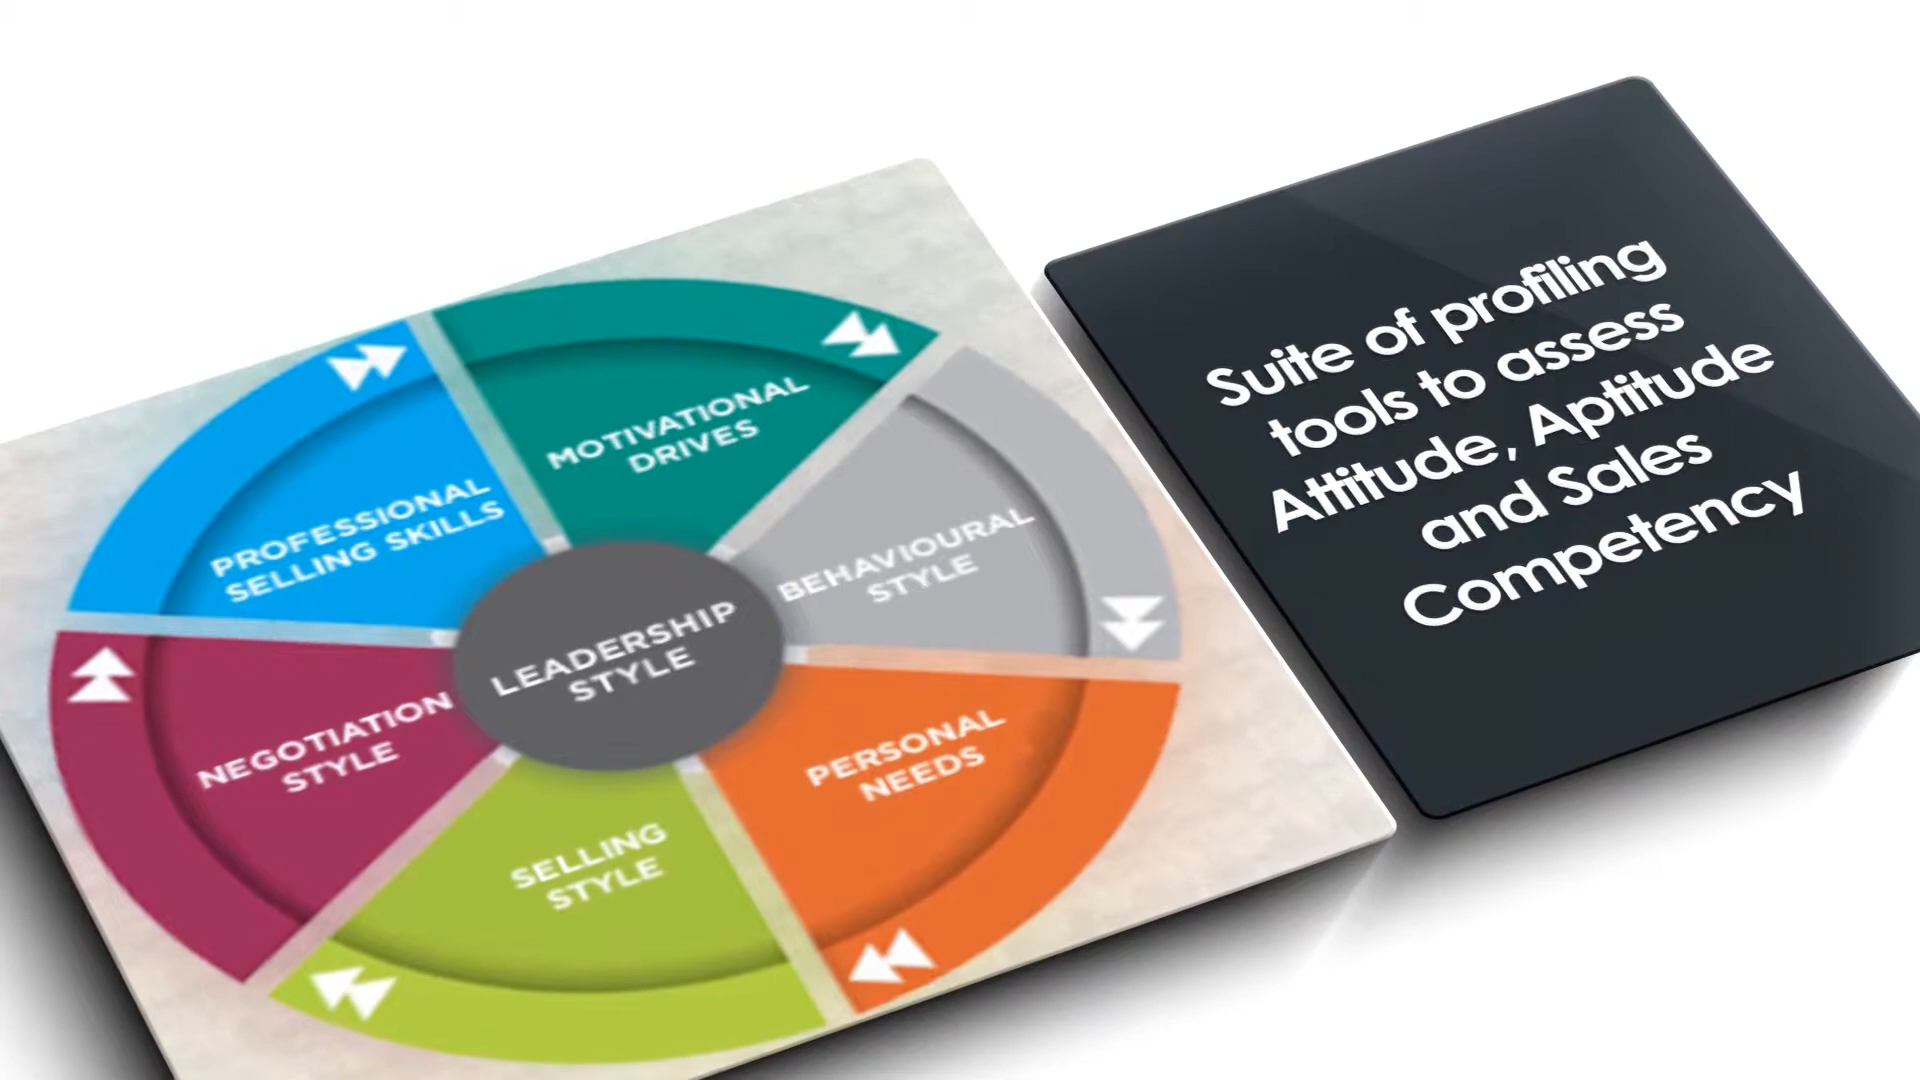 MOTIVATIONAL
DRIVES
BEHAVIOURAL
STYLE
PERSONAL
NEEDS
SELLING
STYLE
NEGOTIATION
STYLE
PROFESSIONAL
SELLING SKILLS
LEADERSHIP
STYLE
Suite of profiling
tools to assess
Attitude, Aptitude
and Sales
Competency